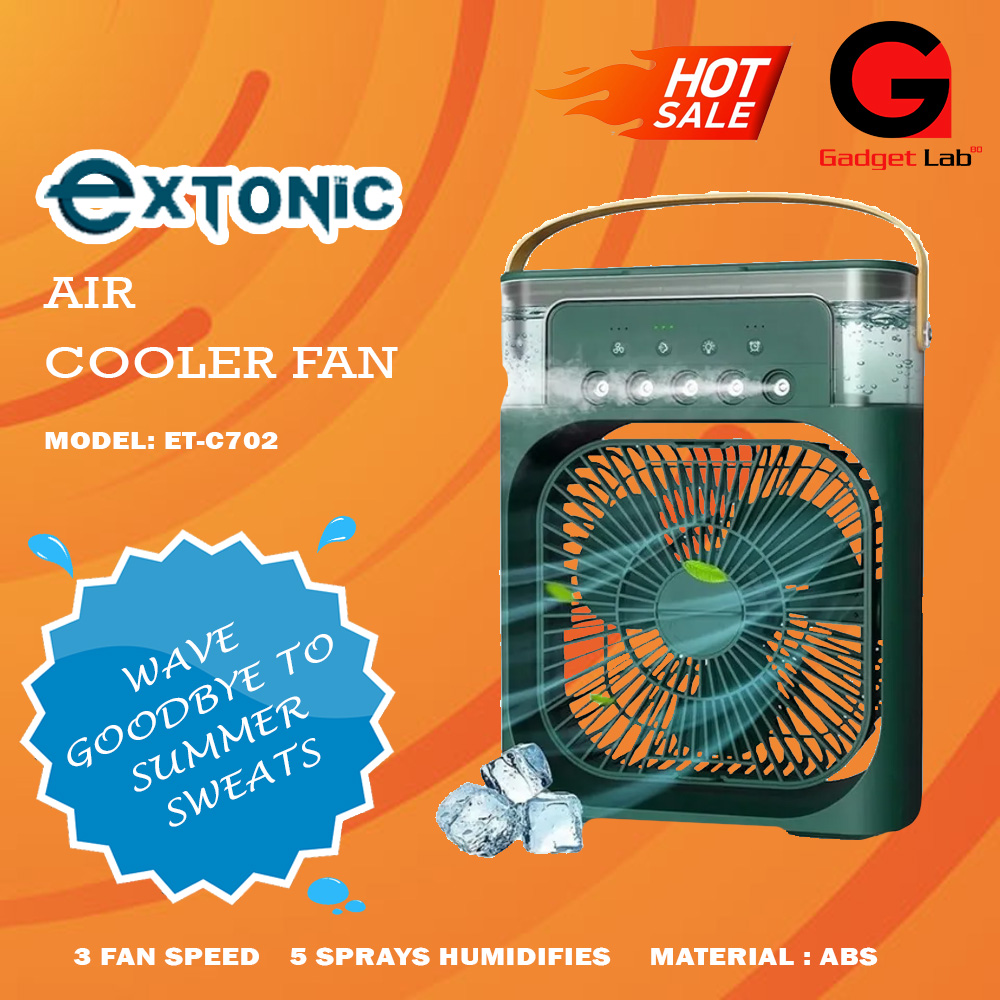 HOT
SALE
G
Gadget Lab BD
eXTONiC TM
AIR
COOLER FAN
MODEL: ET-C702
WAVE
GOODBYE TO
SUMMER
SWEATS
3 FAN SPEED 5 SPRAYS HUMIDIFIES MATERIAL : ABS